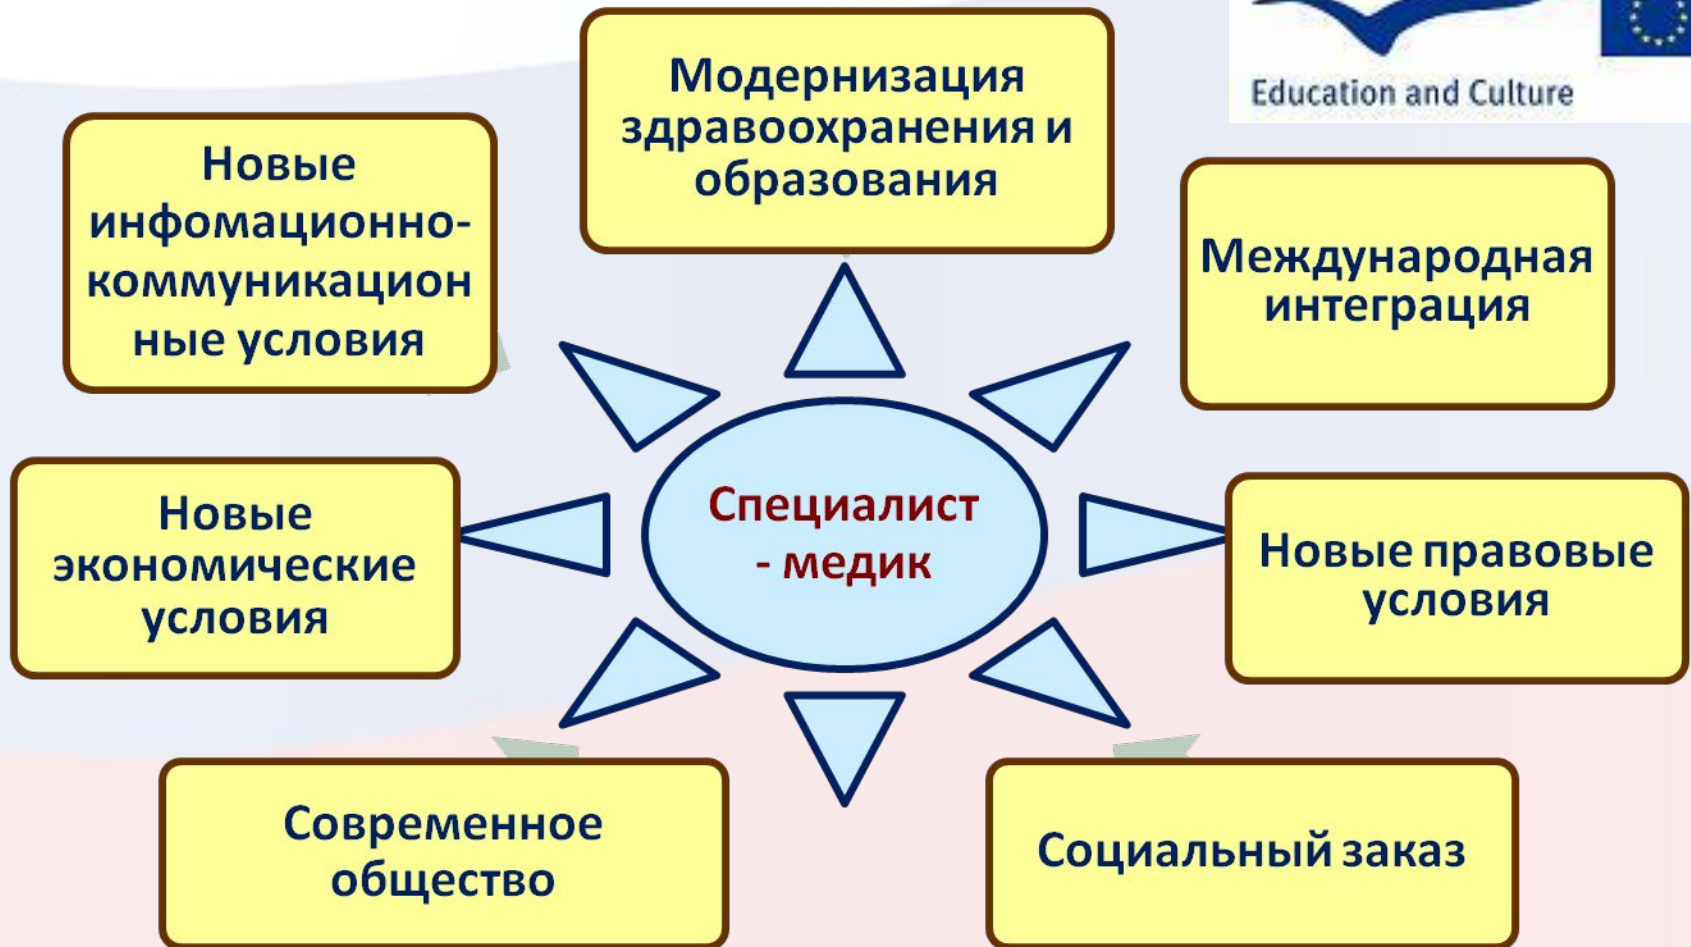 Модернизация
здравоохранения и
образования
Education and Culture
Новые
инфомационно-
коммуникацион
ные условия
Международная
интеграция
Специалист
- медик
Новые
экономические
условия
Новые правовые
условия
Современное
общество
Социальный заказ